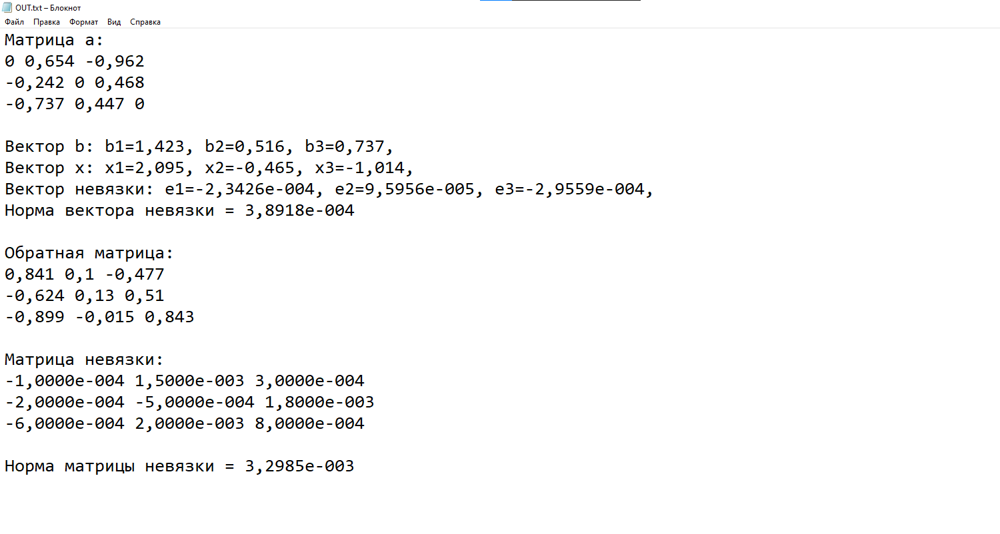 OUT.txt – Блокнот
Файл Правка Формат Вид Справка
Матрица а:
0 0,654 -0,962
-0,242 0 0,468
-0,737 0,447 0
Вектор b: b1=1,423, b2=0,516, b3=0,737,
Вектор х: x1=2,095, x2=-0,465, x3=-1,014,
Вектор невязки: e1=-2,3426e-004, e2=9,5956e-005, e3=-2,9559e-004,
Норма вектора невязки = 3,8918e-004
Обратная матрица:
0,841 0,1 -0,477
-0,624 0,13 0,51
-0,899 -0,015 0,843
Матрица невязки:
-1,0000e-004 1,5000e-003 3,0000e-004
-2,0000e-004 -5,0000e-004 1,8000e-003
-6,0000e-004 2,0000e-003 8,0000e-004
Норма матрицы невязки = 3,2985e-003